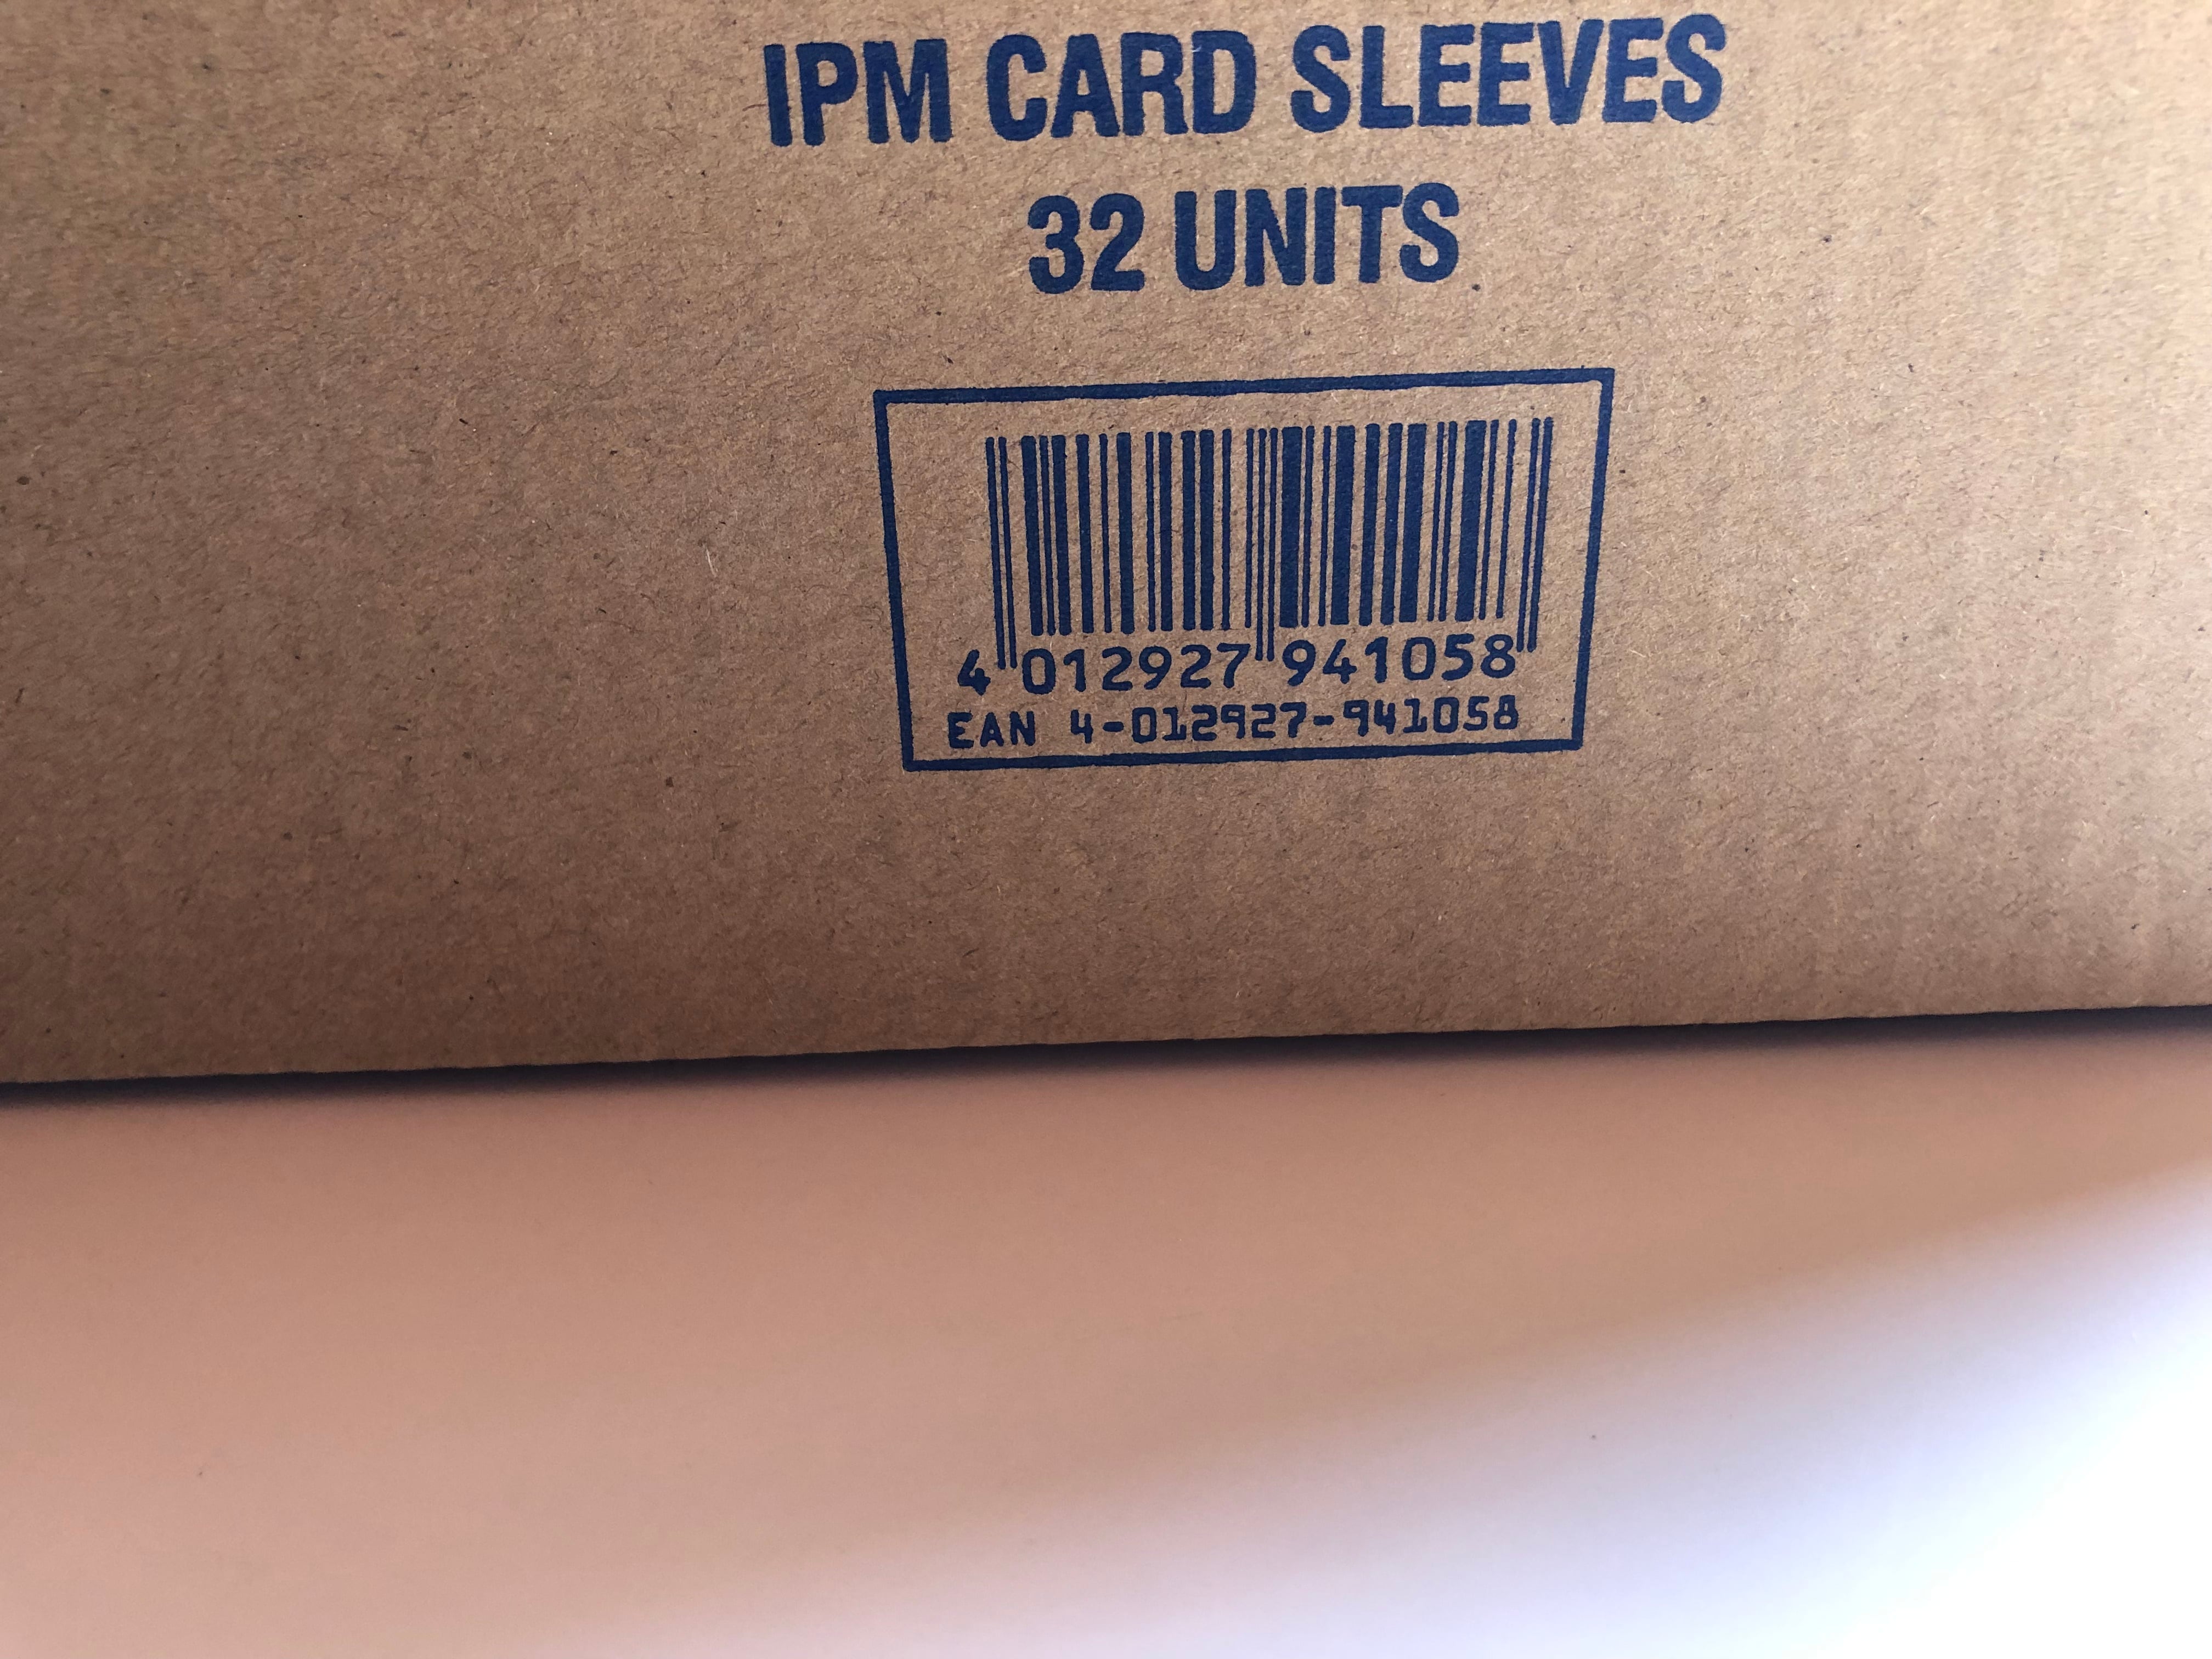 IPM CARD SLEEVES
32 UNITS
4 012927 941058
EAN 4-012927-941058